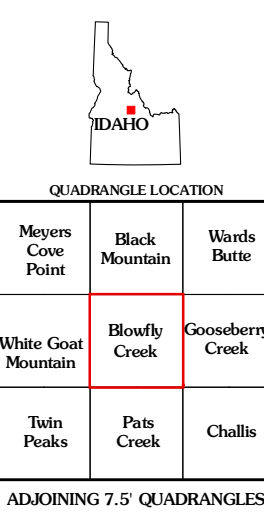 IDAHO
QUADRANGLE LOCATION
Meyers
Cove
Point
Black
Mountain
Wards
Butte
White Goat
Mountain
Blowfly
Creek
Gooseberry
Creek
Twin
Peaks
Pats
Creek
Challis
ADJOINING 7.5' QUADRANGLES